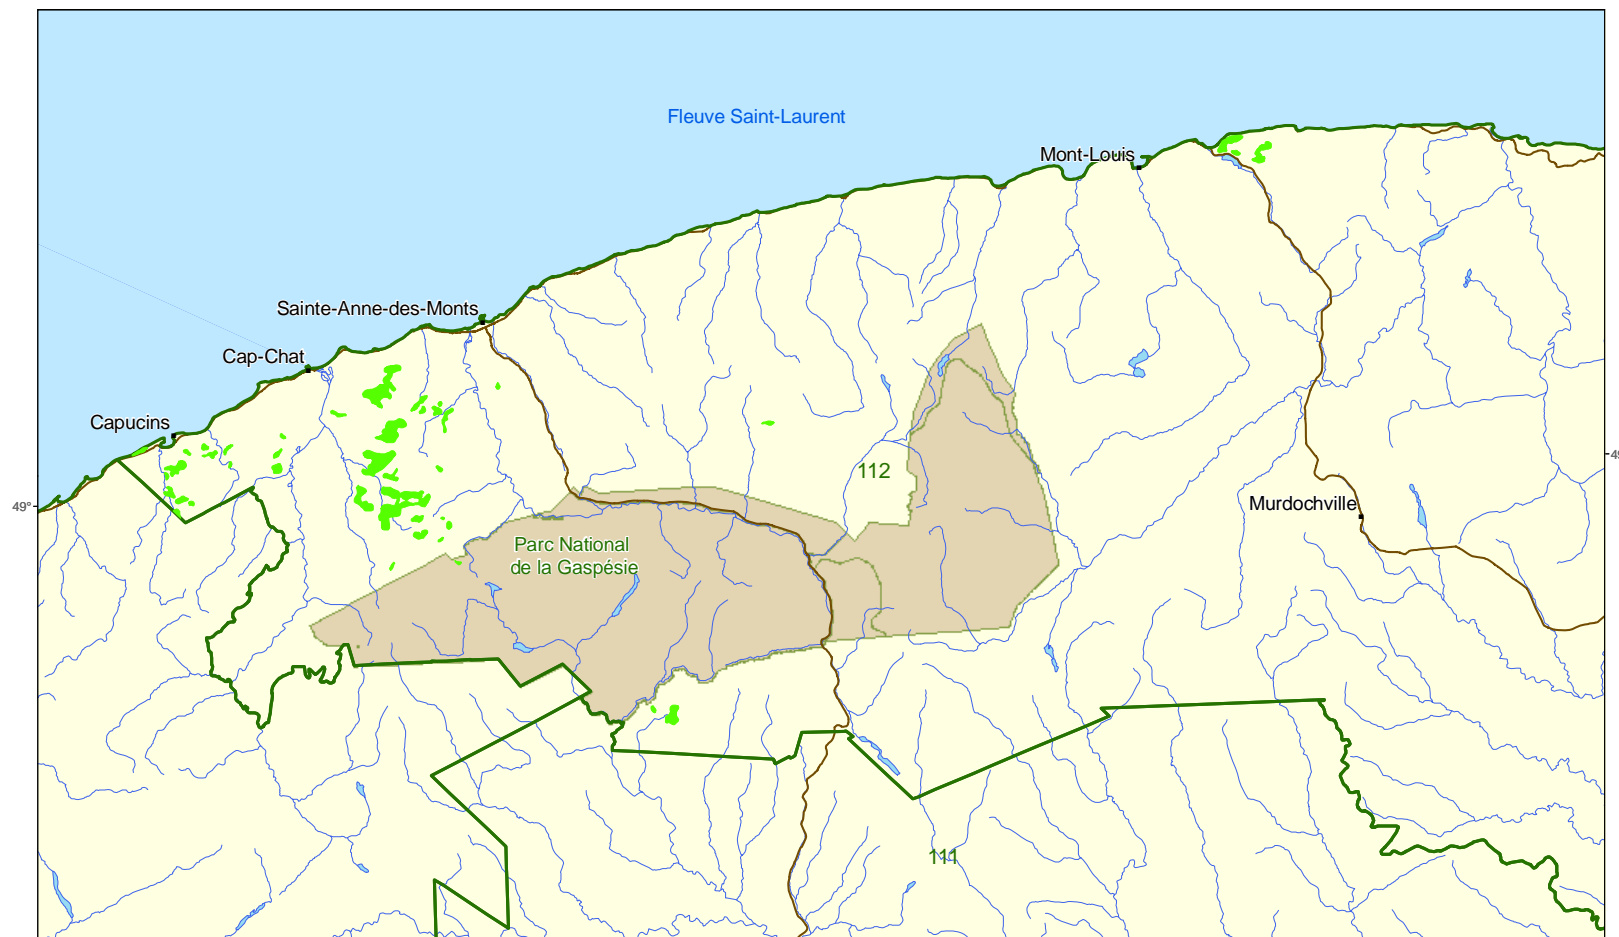 Fleuve Saint-Laurent
Mont-Louis
Sainte-Anne-des-Monts
Cap-Chat
Capucins
112
49°
Murdochville
Parc National
de la Gaspésie
111